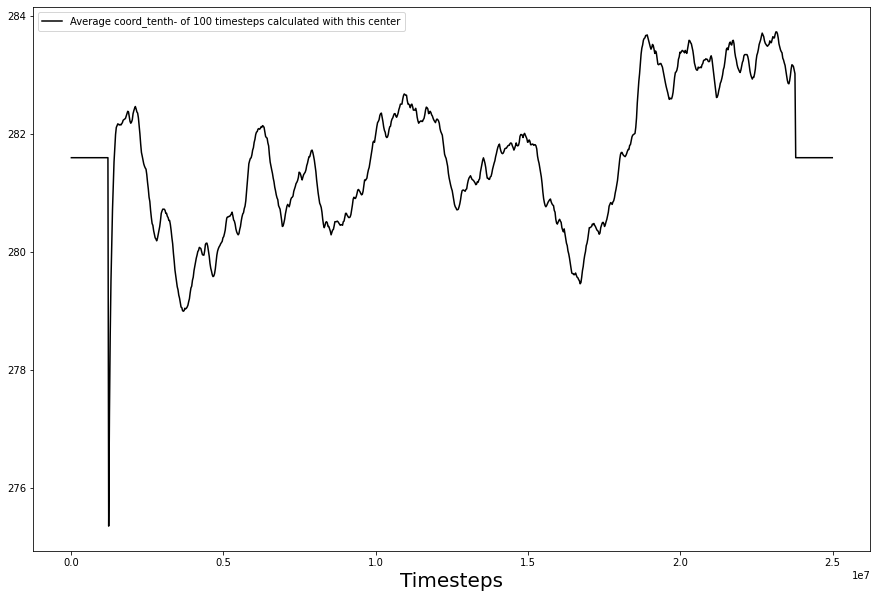 Average coord_tenth- of 100 timesteps calculated with this center
284
282
280
278
276
0.0 0.5 1.0 1.5 2.0 2.5
1e7
Timesteps